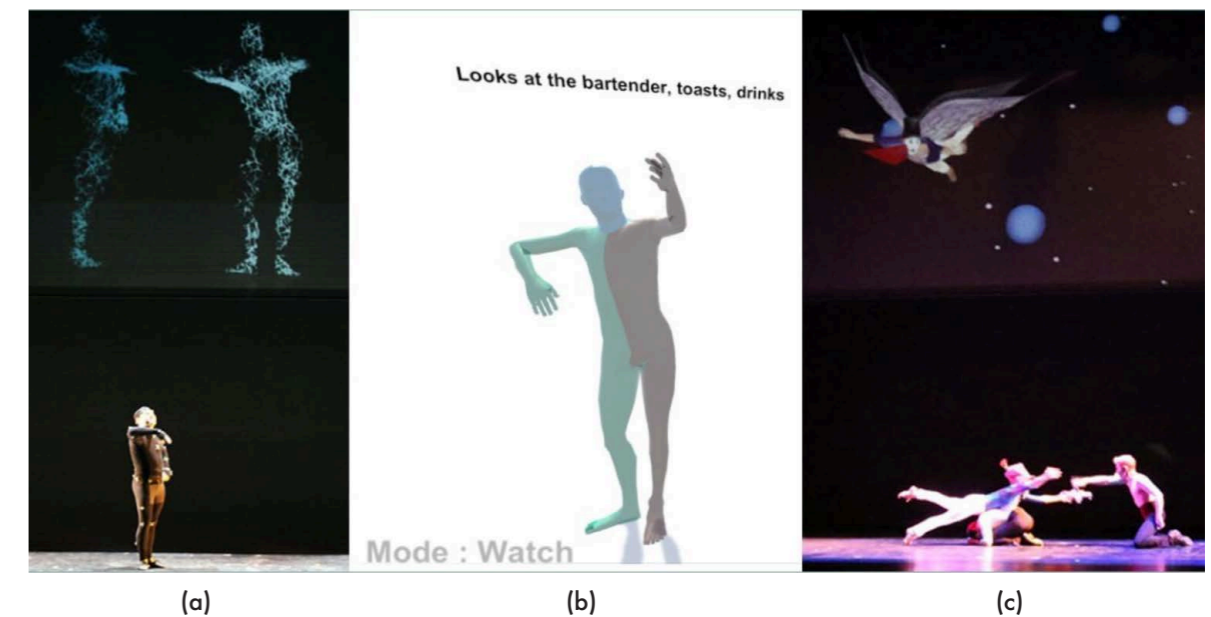 Looks at the bartender, toasts, drinks
Mode : Watch
(a)
(b)
(c)